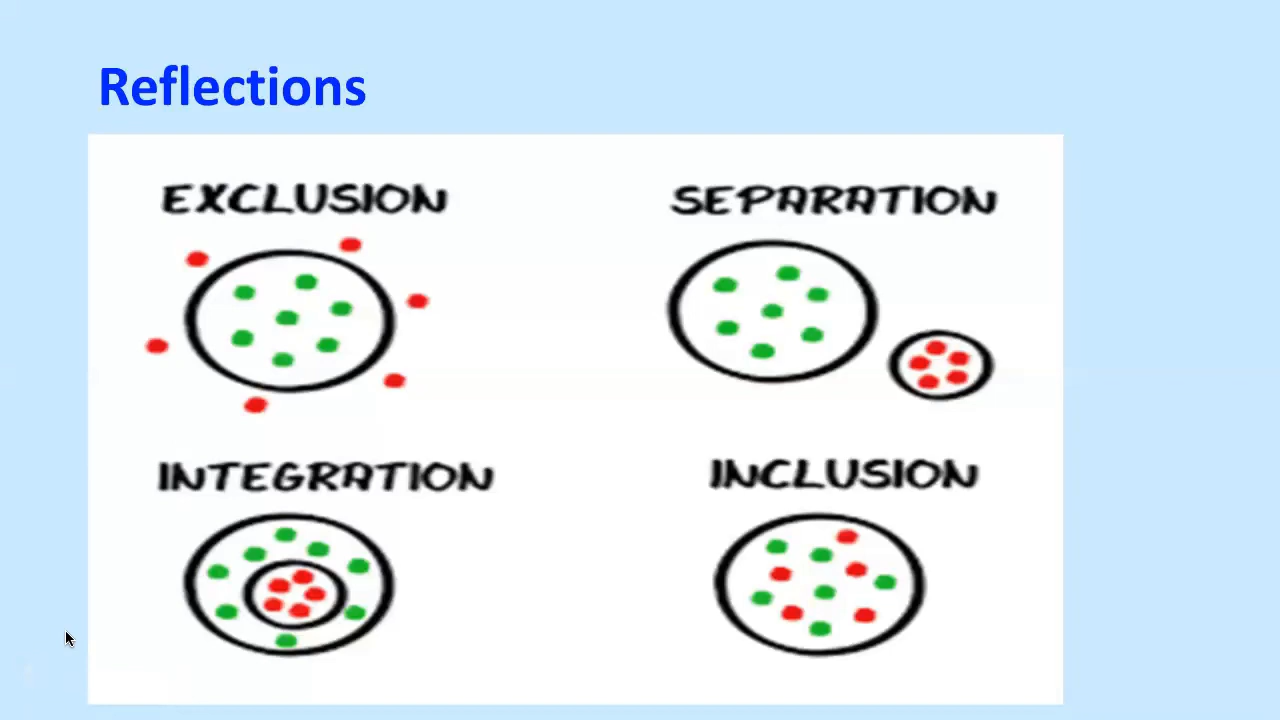 Reflections
EXCLUSION
SEPARATION
INTEGRATION
INCLUSION